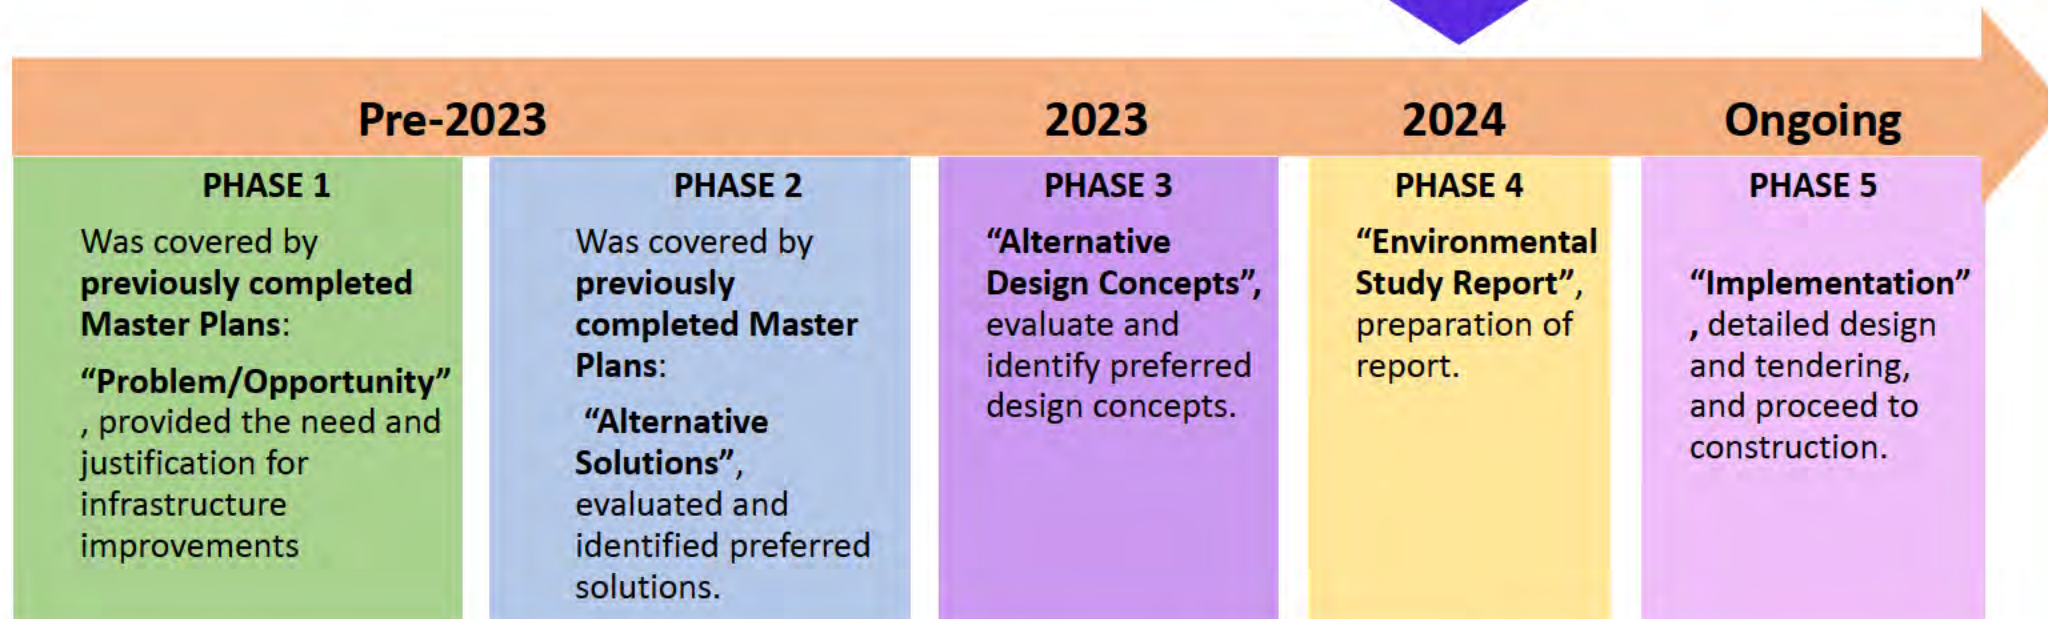 Pre-2023
2023
2024
Ongoing
PHASE 1
Was covered by
previously completed
Master Plans:
“Problem/Opportunity”
, provided the need and
justification for
infrastructure
improvements
PHASE 2
Was covered by
previously
completed Master
Plans:
“Alternative
Solutions”,
evaluated and
identified preferred
solutions.
PHASE 3
“Alternative
Design Concepts”,
evaluate and
identify preferred
design concepts.
PHASE 4
“Environmental
Study Report”,
preparation of
report.
PHASE 5
“Implementation”
, detailed design
and tendering,
and proceed to
construction.